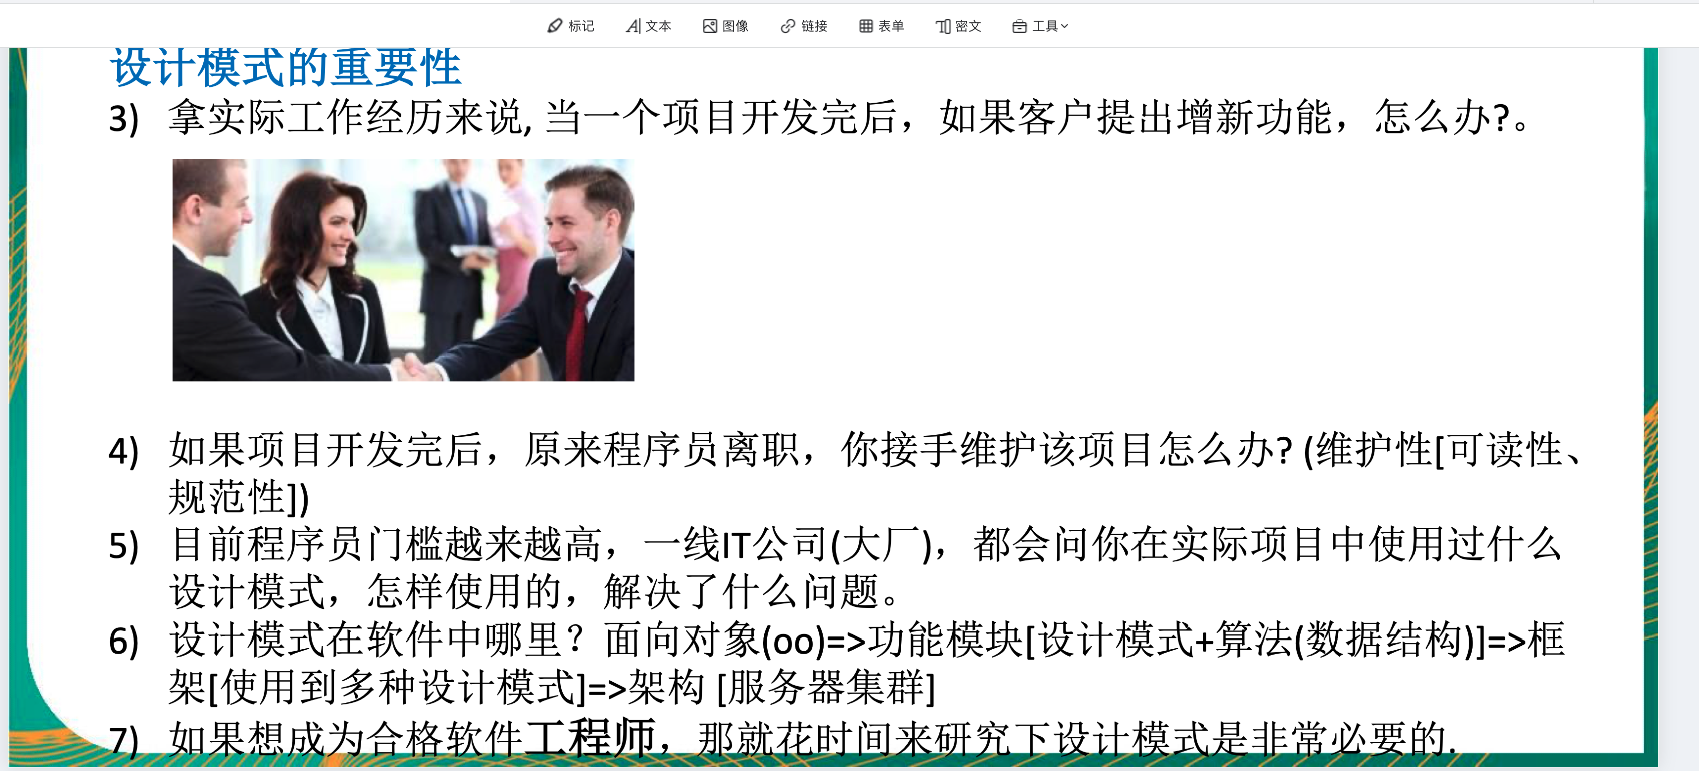 标记 文本 图像 链接 表单 密文 工具
设计模式的重要性
3) 拿实际工作经历来说, 当一个项目开发完后，如果客户提出增新功能，怎么办?。
4) 如果项目开发完后，原来程序员离职，你接手维护该项目怎么办? (维护性[可读性、
规范性])
5) 目前程序员门槛越来越高，一线IT公司(大厂)，都会问你在实际项目中使用过什么
设计模式，怎样使用的，解决了什么问题。
6) 设计模式在软件中哪里？面向对象(oo)=>功能模块[设计模式+算法(数据结构)]=>框
架[使用到多种设计模式]=>架构 [服务器集群]
7) 如果想成为合格软件工程师，那就花时间来研究下设计模式是非常必要的.